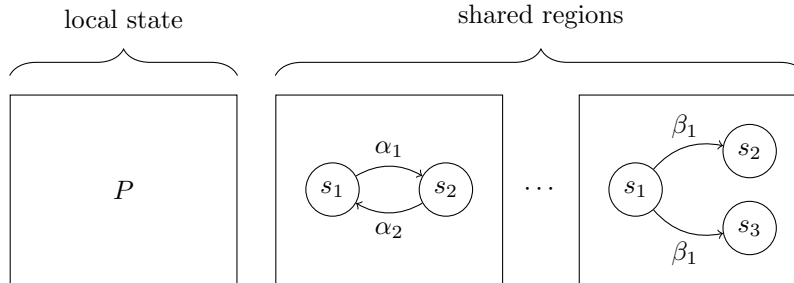 local state
shared regions
P
s₁
α₁
α₂
s₂
⋯
s₁
β₁
β₁
s₂
s₃